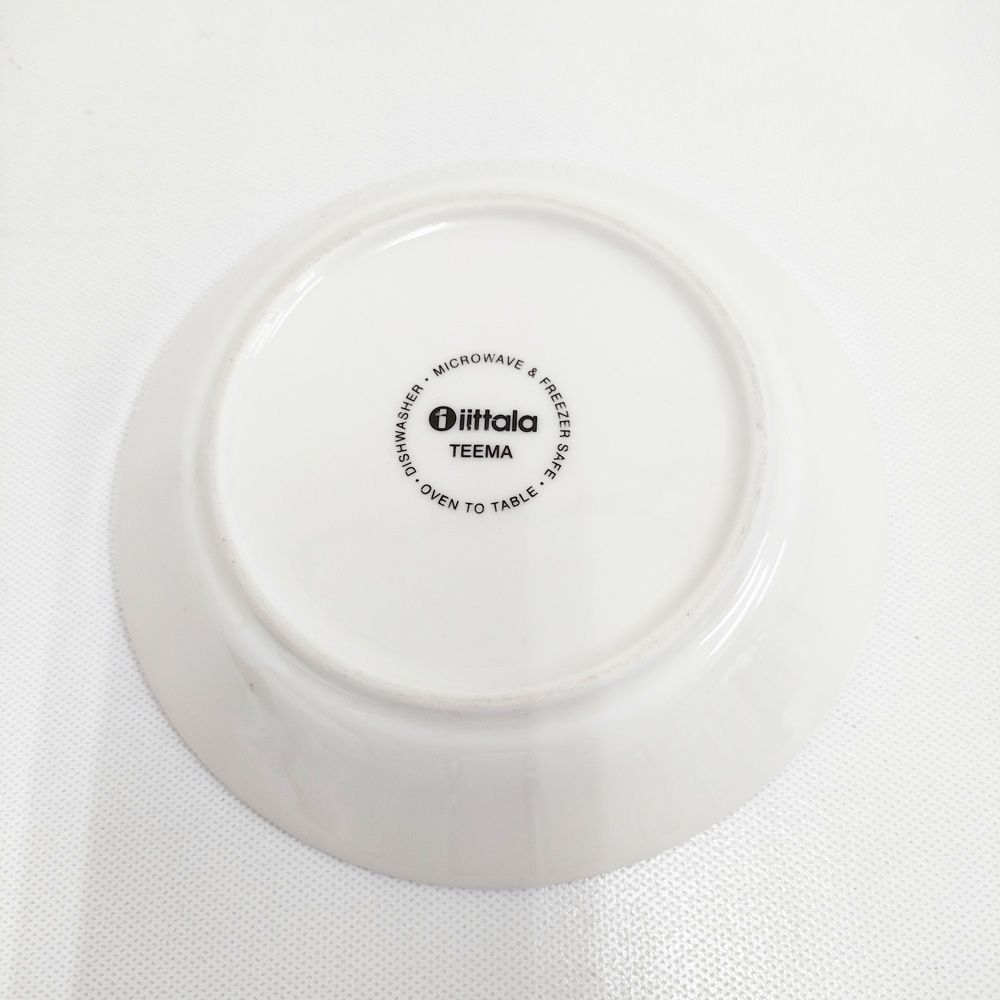 DISHWASHER • MICROWAVE & FREEZER SAFE • OVEN TO TABLE •
iittala
TEEMA